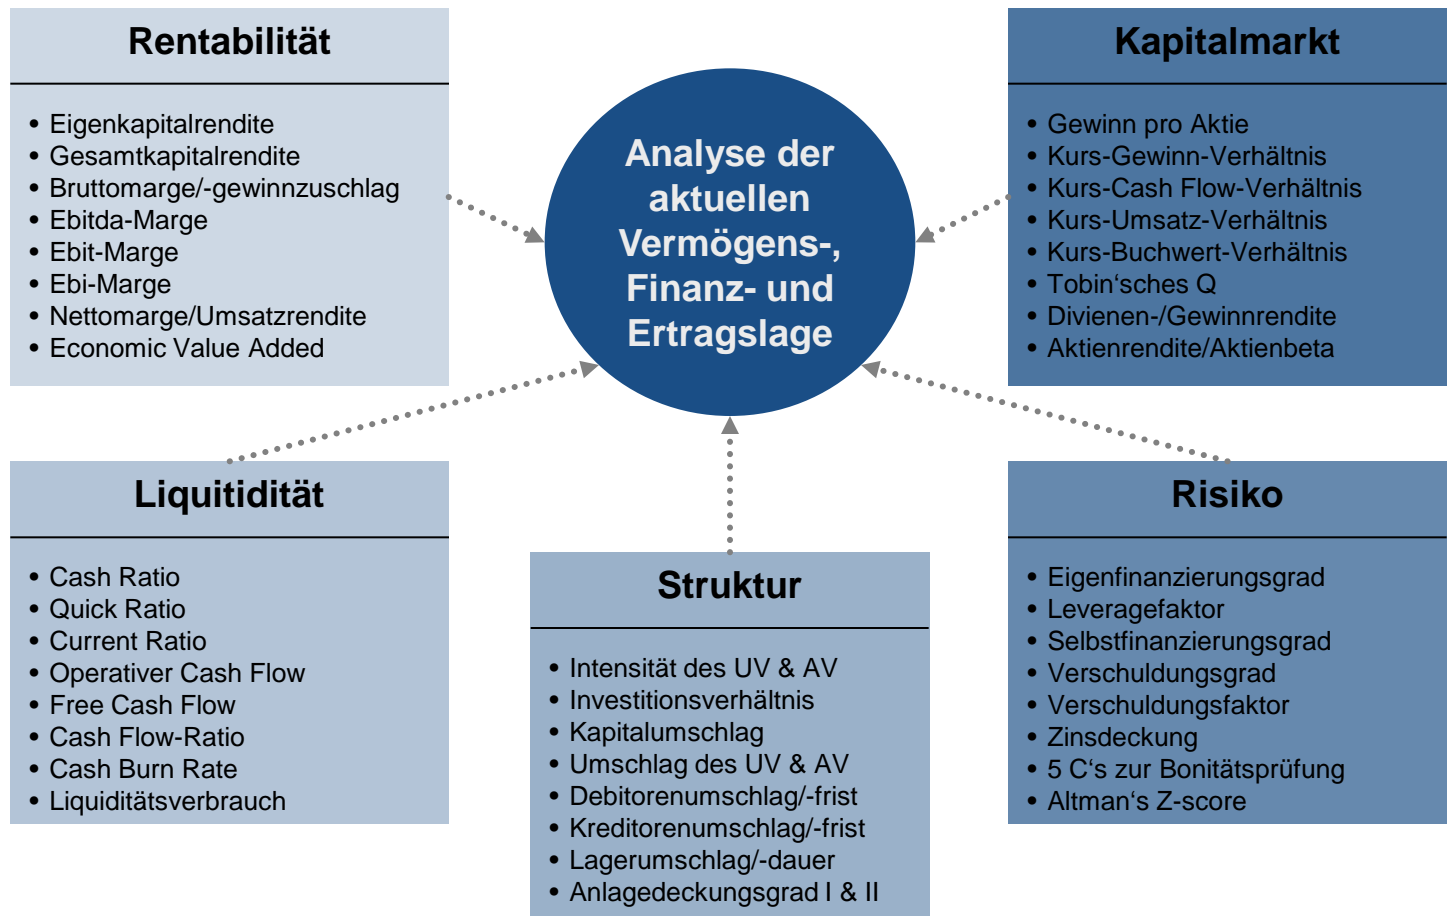 Rentabilität
• Eigenkapitalrendite
• Gesamtkapitalrendite
• Bruttomarge/-gewinnzuschlag
• Ebitda-Marge
• Ebit-Marge
• Ebi-Marge
• Nettomarge/Umsatzrendite
• Economic Value Added
Analyse der
aktuellen
Vermögens-,
Finanz- und
Ertragslage
Kapitalmarkt
• Gewinn pro Aktie
• Kurs-Gewinn-Verhältnis
• Kurs-Cash Flow-Verhältnis
• Kurs-Umsatz-Verhältnis
• Kurs-Buchwert-Verhältnis
• Tobin‘sches Q
• Divienen-/Gewinnrendite
• Aktienrendite/Aktienbeta
Liquitidität
• Cash Ratio
• Quick Ratio
• Current Ratio
• Operativer Cash Flow
• Free Cash Flow
• Cash Flow-Ratio
• Cash Burn Rate
• Liquiditätsverbrauch
Struktur
• Intensität des UV & AV
• Investitionsverhältnis
• Kapitalumschlag
• Umschlag des UV & AV
• Debitorenumschlag/-frist
• Kreditorenumschlag/-frist
• Lagerumschlag/-dauer
• Anlagedeckungsgrad I & II
Risiko
• Eigenfinanzierungsgrad
• Leveragefaktor
• Selbstfinanzierungsgrad
• Verschuldungsgrad
• Verschuldungsfaktor
• Zinsdeckung
• 5 C‘s zur Bonitätsprüfung
• Altman‘s Z-score